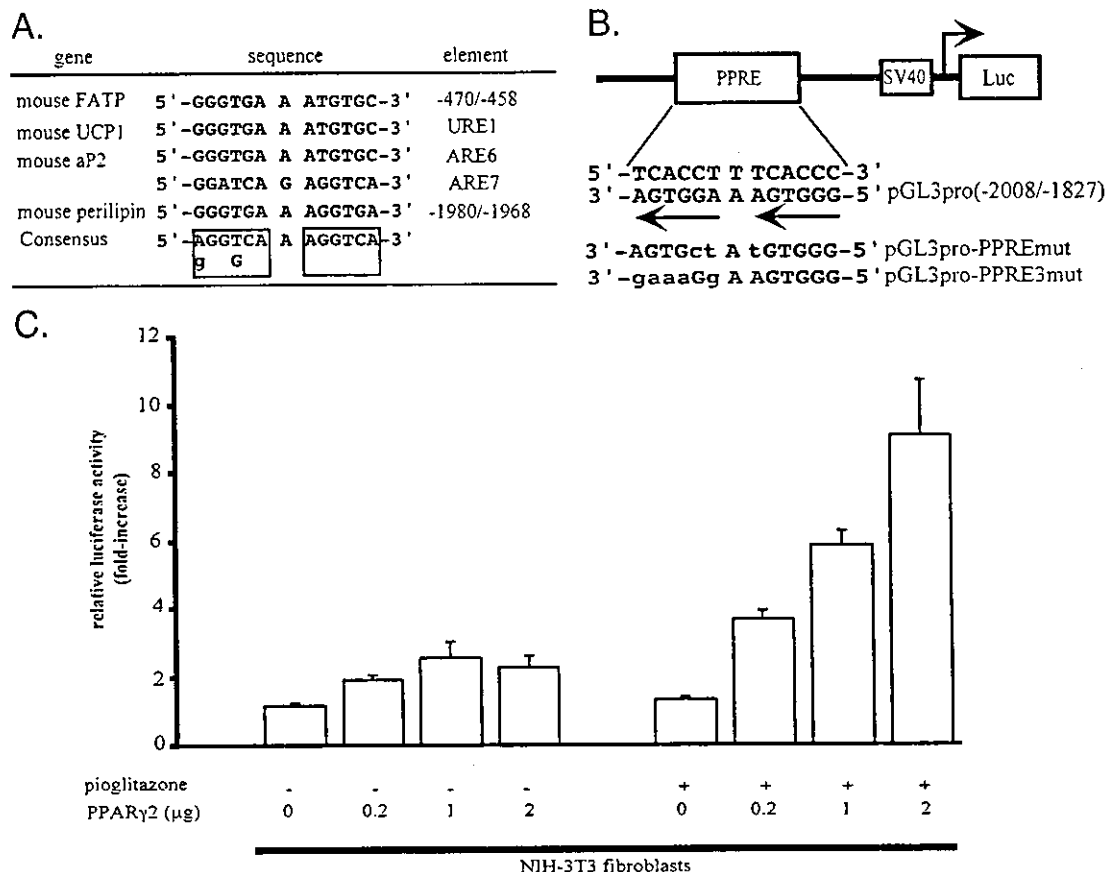 A.
gene sequence element
mouse FATP 5'-GGGTGA A ATGTGC-3' -470/-458
mouse UCP1 5'-GGGTGA A ATGTGC-3' URE1
mouse aP2 5'-GGGTGA A ATGTGC-3' ARE6
5'-GGATCA G AGGTCA-3' ARE7
mouse perilipin 5'-GGGTGA A AGGTGA-3' -1980/-1968
Consensus 5'-AGGTCA A AGGTCA-3'
g G
B.
PPRE SV40 Luc
5'-TCACCT T TCACCC-3'
3'-AGTGGA A AGTGGG-5' pGL3pro(-2008/-1827)
3'-AGTGct A tGTGGG-5' pGL3pro-PPREmut
3'-gaaaGg A AGTGGG-5' pGL3pro-PPRE3mut
C.
relative luciferase activity
(fold-increase)
12
10
8
6
4
2
0
pioglitazone - - - - + + + +
PPARγ2 (μg) 0 0.2 1 2 0 0.2 1 2
NIH-3T3 fibroblasts